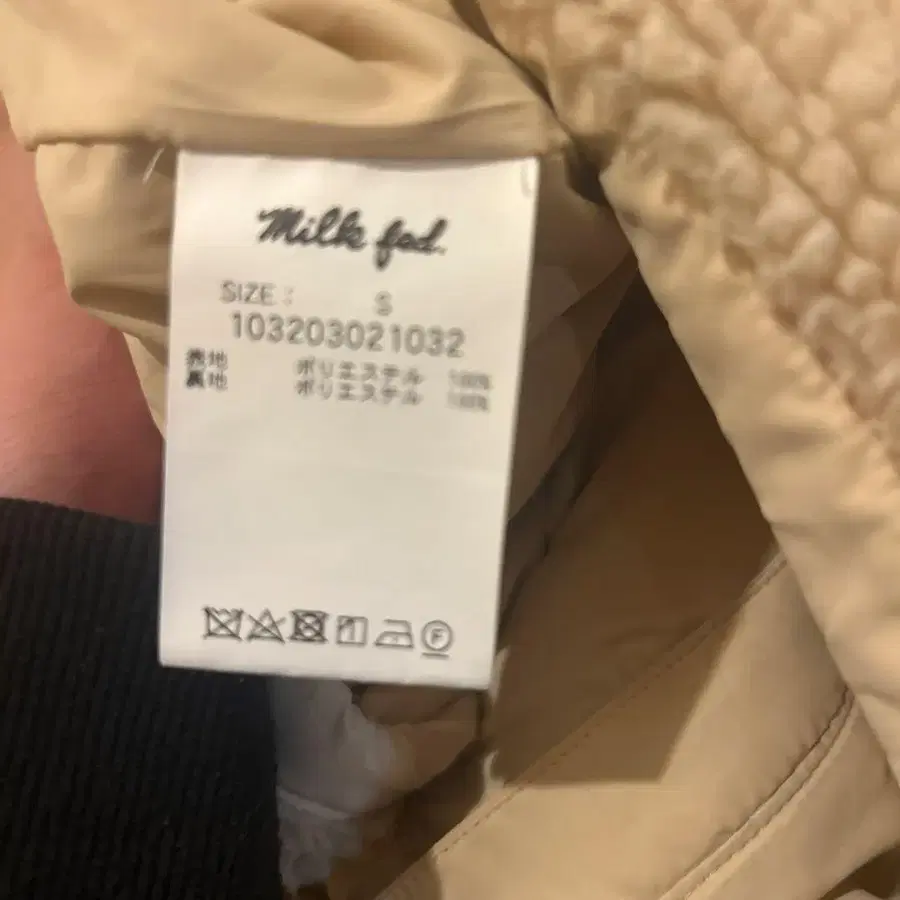 Milk fed.
SIZE : S
103203021032
表地 ポリエステル 100%
裏地 ポリエステル 100%
F